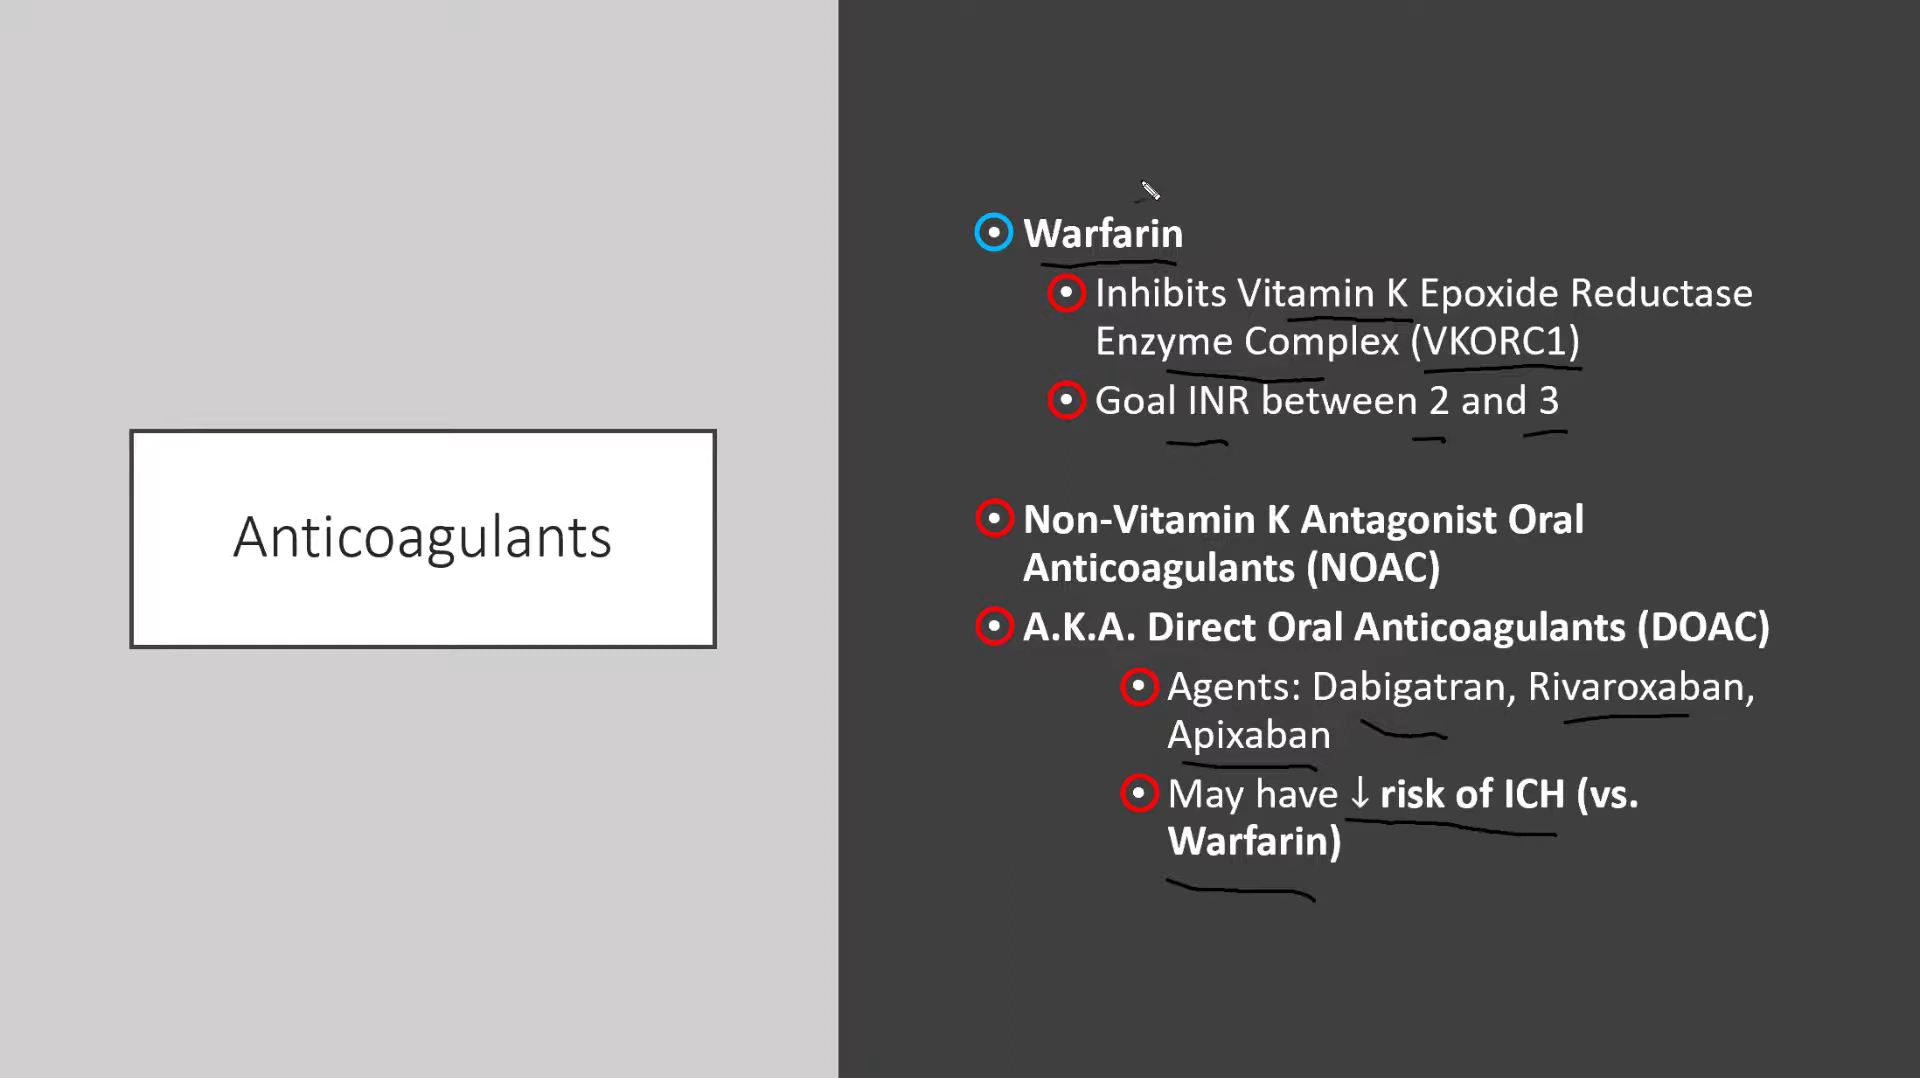 Anticoagulants
Warfarin
Inhibits Vitamin K Epoxide Reductase
Enzyme Complex (VKORC1)
Goal INR between 2 and 3
Non-Vitamin K Antagonist Oral
Anticoagulants (NOAC)
A.K.A. Direct Oral Anticoagulants (DOAC)
Agents: Dabigatran, Rivaroxaban,
Apixaban
May have ↓ risk of ICH (vs.
Warfarin)